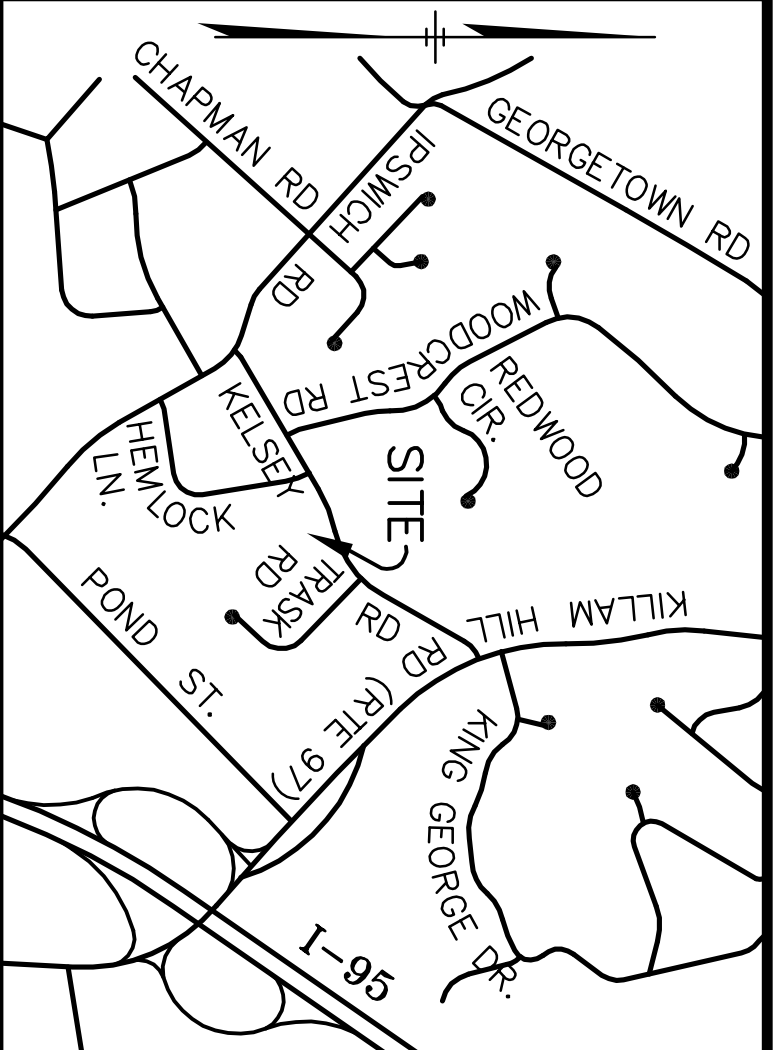 CHAPMAN RD
GEORGETOWN RD
IPSWICH
RD
WOODCREST RD
REDWOOD
CIR.
KELSEY
RD
HEMLOCK
LN.
SITE
TRASK
RD
POND ST.
KILLAM HILL
RD
(RTE 97)
KING GEORGE DR.
I-95